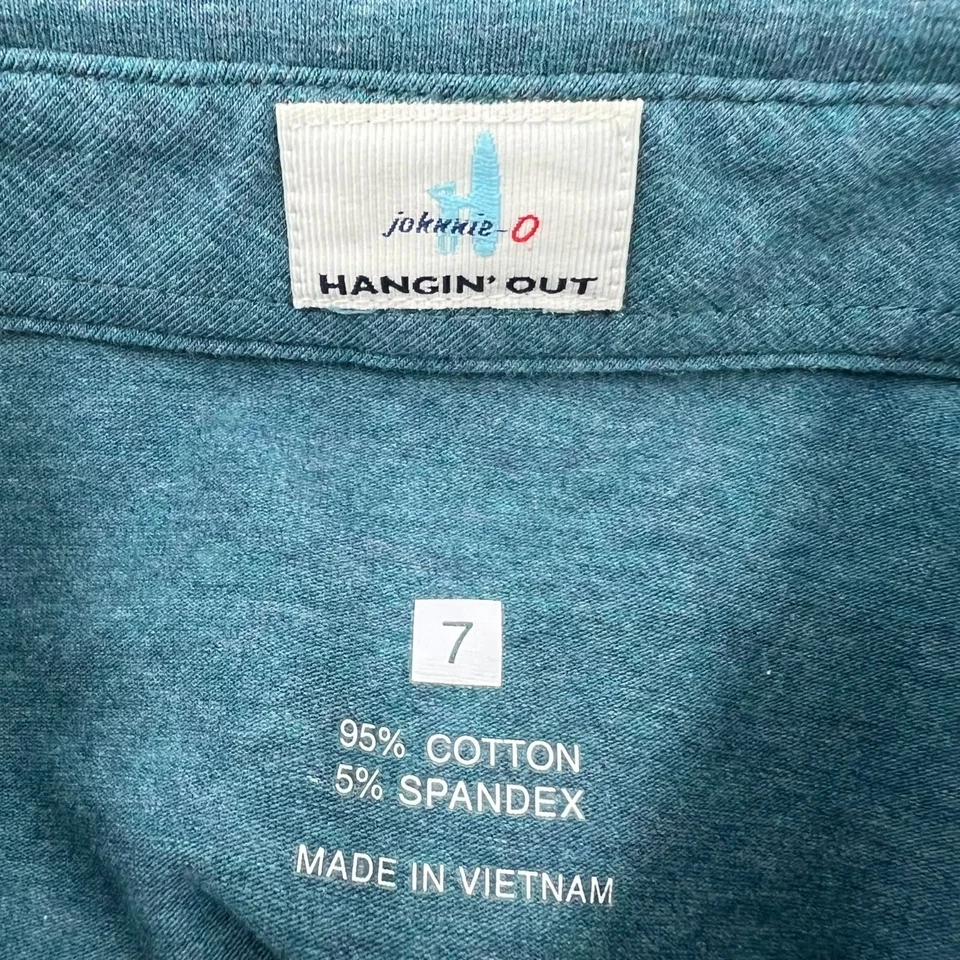 johnnie-O
HANGIN' OUT
7
95% COTTON
5% SPANDEX
MADE IN VIETNAM